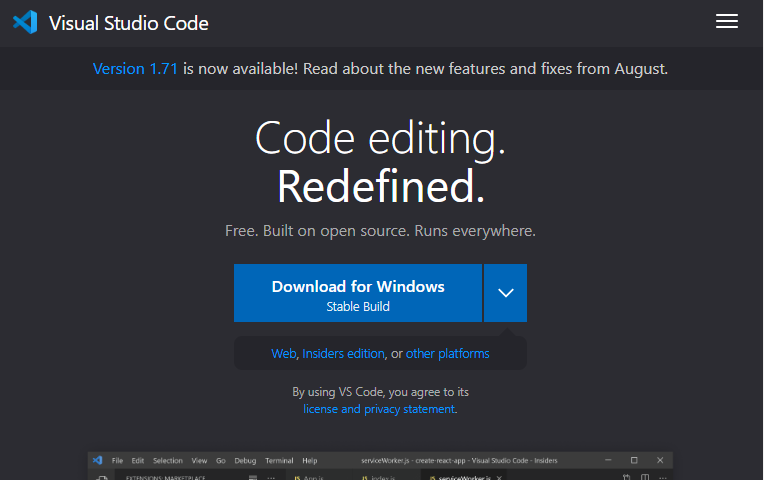 Visual Studio Code
Version 1.71 is now available! Read about the new features and fixes from August.
Code editing.
Redefined.
Free. Built on open source. Runs everywhere.
Download for Windows
Stable Build
Web, Insiders edition, or other platforms
By using VS Code, you agree to its
license and privacy statement.
File Edit Selection View Go Debug Terminal Help serviceWorker.js - create-react-app - Visual Studio Code - Insiders
EXTENSIONS: MARKETPLACE ... App.js index.js serviceWorker.js